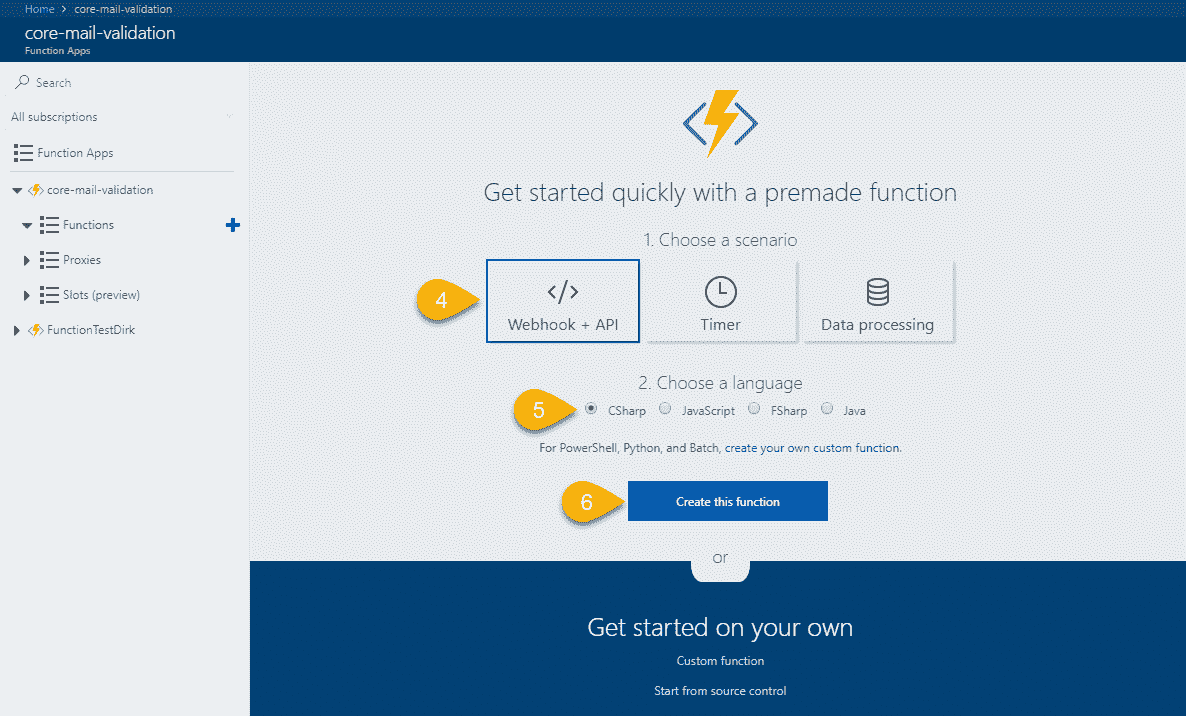 Home > core-mail-validation
core-mail-validation
Function Apps
Search
All subscriptions
Function Apps
core-mail-validation
Functions
Proxies
Slots (preview)
FunctionTestDirk
Get started quickly with a premade function
1. Choose a scenario
4
Webhook + API
Timer
Data processing
2. Choose a language
5 CSharp JavaScript FSharp Java
For PowerShell, Python, and Batch, create your own custom function.
6 Create this function
or
Get started on your own
Custom function
Start from source control